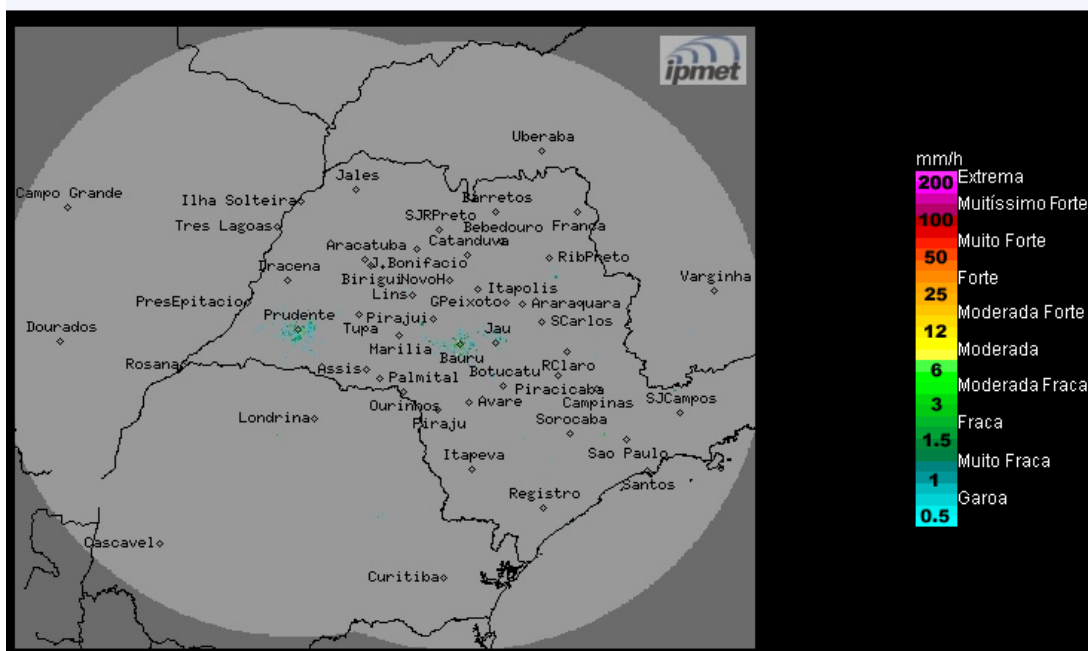 ipmet
Uberaba
Jales
Campo Grande
Ilha Solteira
Barretos
SJRPreto
Tres Lagoas
Bebedouro
Franca
Catanduva
Aracatuba
RibPreto
J.Bonifacio
Dracena
Varginha
Birigui
NovoH
Itapolis
Lins
GPeixoto
Araraquara
PresEpitacio
Prudente
Pirajui
SCarlos
Dourados
Tupa
Jau
Marilia
Bauru
Rosana
Assis
Botucatu
RClaro
Palmital
Piracicaba
Ourinhos
Avare
Campinas
SJCampos
Londrina
Piraju
Sorocaba
Itapeva
Sao Paulo
Santos
Registro
Cascavel
Curitiba
mm/h
200 Extrema
Muitíssimo Forte
100
Muito Forte
50
Forte
25
Moderada Forte
12
Moderada
6
Moderada Fraca
3
Fraca
1.5
Muito Fraca
1
Garoa
0.5